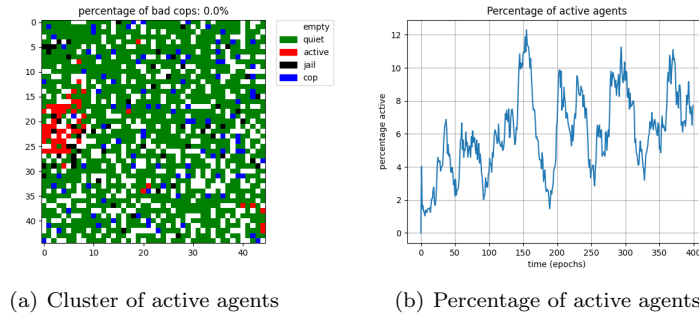 percentage of bad cops: 0.0%
0
5
10
15
20
25
30
35
40
0
10
20
30
40
empty
quiet
active
jail
cop
Percentage of active agents
percentage active
12
10
8
6
4
2
0
0
50
100
150
200
250
300
350
400
time (epochs)
(a) Cluster of active agents
(b) Percentage of active agents